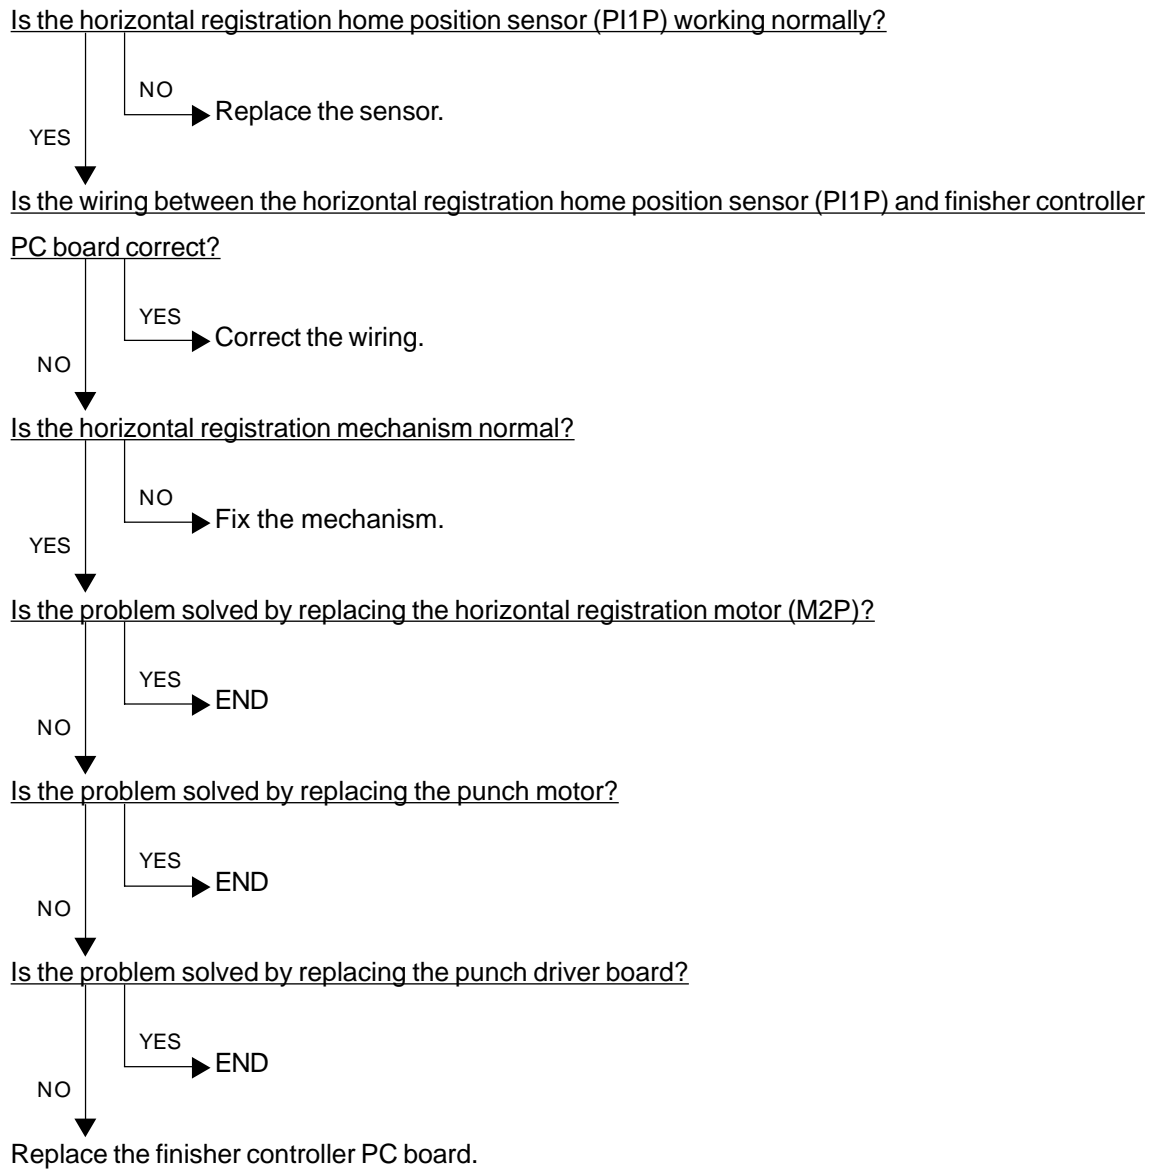 Is the horizontal registration home position sensor (PI1P) working normally?
NO
Replace the sensor.
YES
Is the wiring between the horizontal registration home position sensor (PI1P) and finisher controller
PC board correct?
YES
Correct the wiring.
NO
Is the horizontal registration mechanism normal?
NO
Fix the mechanism.
YES
Is the problem solved by replacing the horizontal registration motor (M2P)?
YES
END
NO
Is the problem solved by replacing the punch motor?
YES
END
NO
Is the problem solved by replacing the punch driver board?
YES
END
NO
Replace the finisher controller PC board.